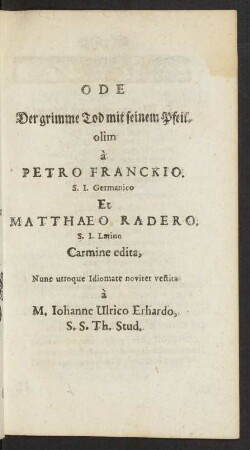 ODE
Der grimme Tod mit seinem Pfeil.
olim
à
PETRO FRANCKIO.
S. I. Germanico
Et
MATTHAEO RADERO.
S. I. Latino
Carmine edita,
Nunc utroque Idiomate noviter vestita
à
M. Iohanne Ulrico Erhardo,
S. S. Th. Stud.